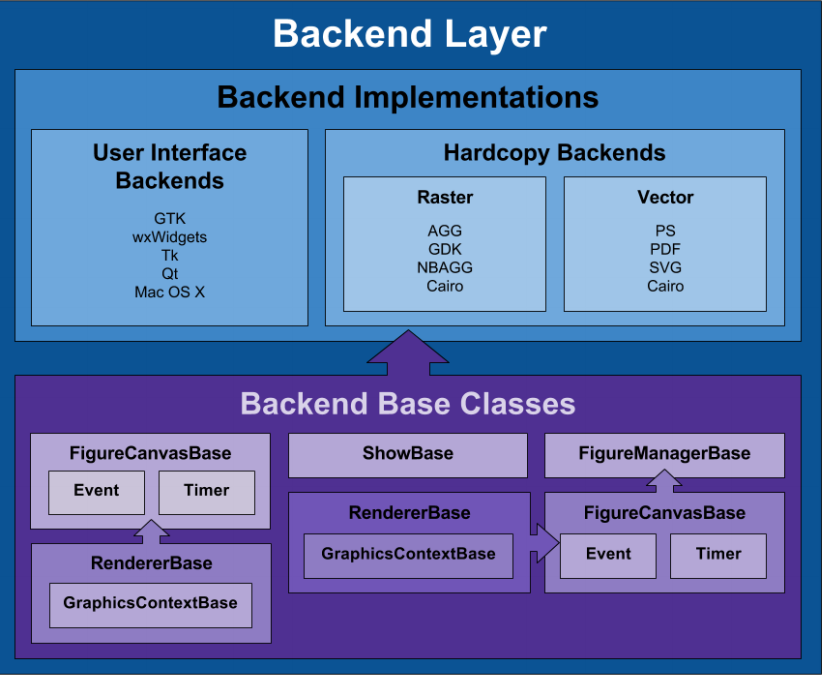 Backend Layer
Backend Implementations
User Interface
Backends
GTK
wxWidgets
Tk
Qt
Mac OS X
Hardcopy Backends
Raster
AGG
GDK
NBAGG
Cairo
Vector
PS
PDF
SVG
Cairo
Backend Base Classes
FigureCanvasBase
Event
Timer
RendererBase
GraphicsContextBase
ShowBase
RendererBase
GraphicsContextBase
FigureManagerBase
FigureCanvasBase
Event
Timer